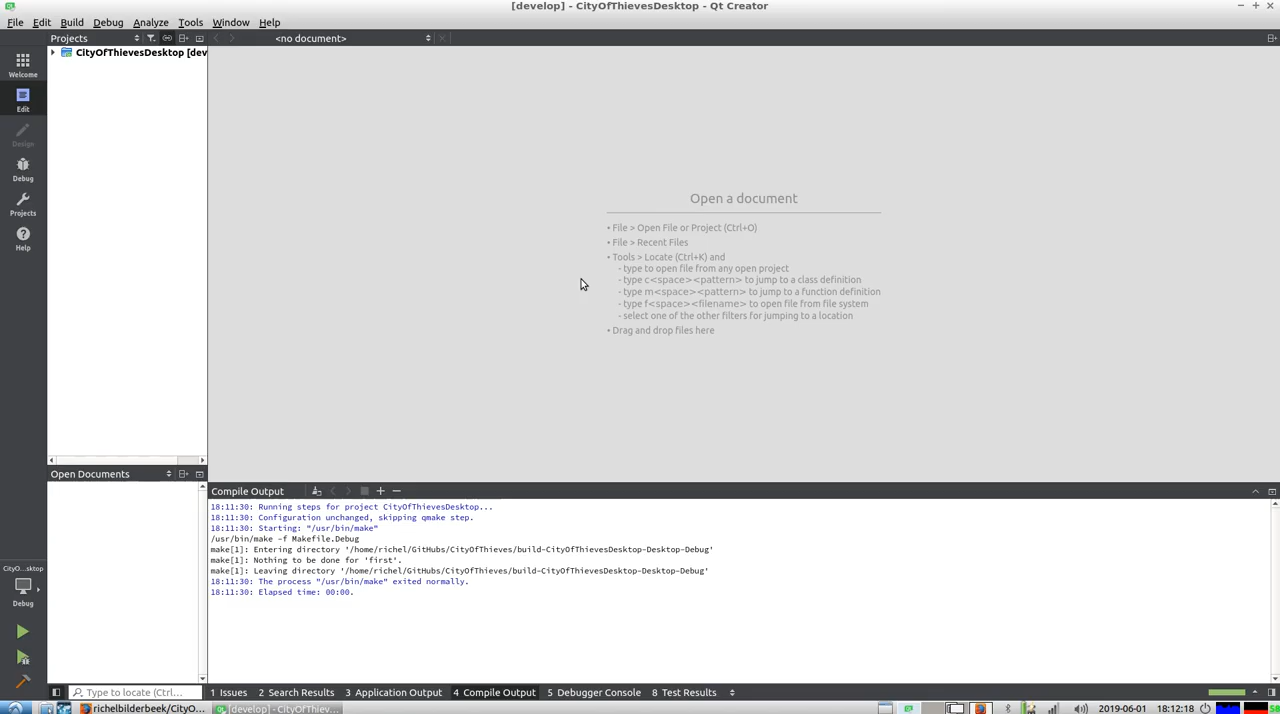 [develop] - CityOfThievesDesktop - Qt Creator
File Edit Build Debug Analyze Tools Window Help
Projects
<no document>
CityOfThievesDesktop [dev
Welcome
Edit
Design
Debug
Projects
Help
Open a document
• File > Open File or Project (Ctrl+O)
• File > Recent Files
• Tools > Locate (Ctrl+K) and
- type to open file from any open project
- type c<space><pattern> to jump to a class definition
- type m<space><pattern> to jump to a function definition
- type f<space><filename> to open file from file system
- select one of the other filters for jumping to a location
• Drag and drop files here
Open Documents
Compile Output
18:11:30: Running steps for project CityOfThievesDesktop...
18:11:30: Configuration unchanged, skipping qmake step.
18:11:30: Starting: "/usr/bin/make"
/usr/bin/make -f Makefile.Debug
make[1]: Entering directory '/home/richel/GitHubs/CityOfThieves/build-CityOfThievesDesktop-Desktop-Debug'
make[1]: Nothing to be done for 'first'.
make[1]: Leaving directory '/home/richel/GitHubs/CityOfThieves/build-CityOfThievesDesktop-Desktop-Debug'
18:11:30: The process "/usr/bin/make" exited normally.
18:11:30: Elapsed time: 00:00.
CityO...sktop
Debug
Type to locate (Ctrl...
1 Issues 2 Search Results 3 Application Output 4 Compile Output 5 Debugger Console 8 Test Results
richelbilderbeek/CityO... [develop] - CityOfThiev... 2019-06-01 18:12:18